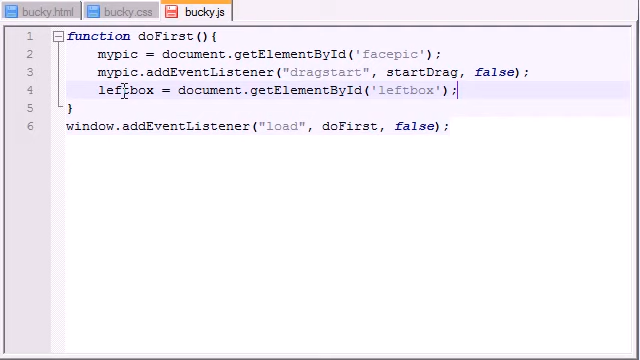 bucky.html bucky.css bucky.js
1 function doFirst(){
2 mypic = document.getElementById('facepic');
3 mypic.addEventListener("dragstart", startDrag, false);
4 leftbox = document.getElementById('leftbox');
5 }
6 window.addEventListener("load", doFirst, false);